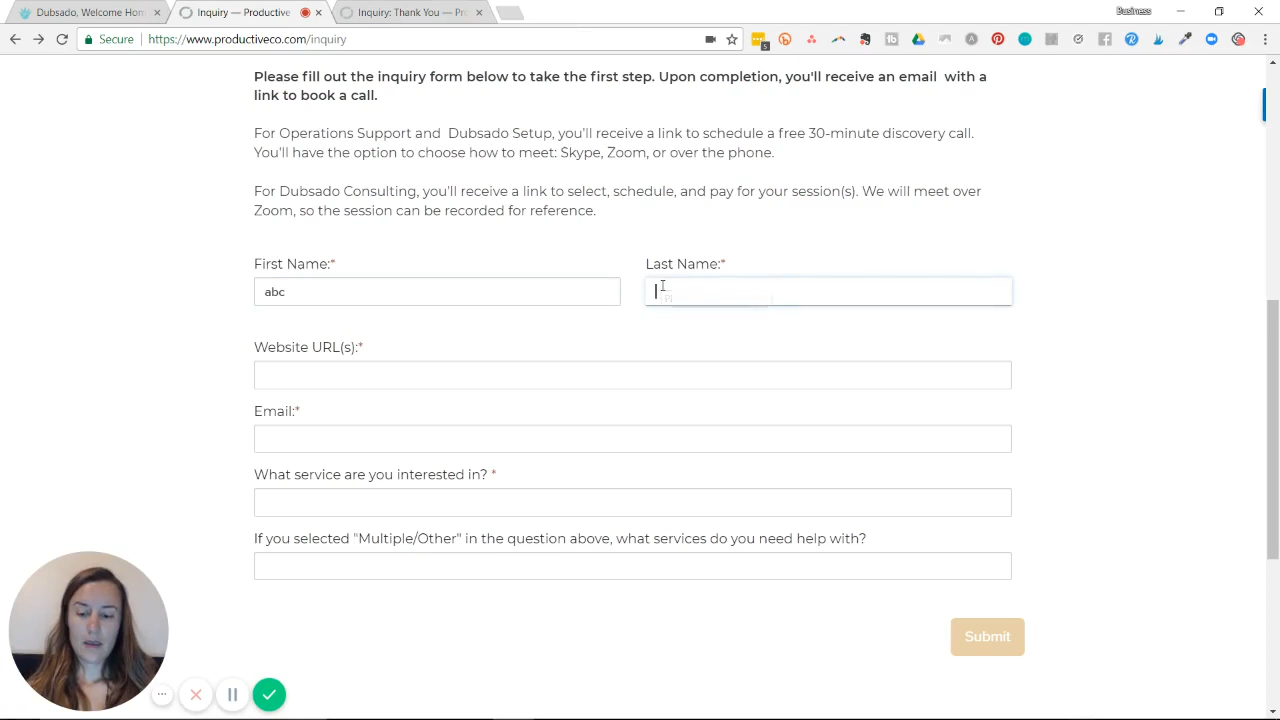 Dubsado, Welcome Hom
Inquiry — Productive
Inquiry: Thank You — Pro
Business
Secure
https://www.productiveco.com/inquiry
5
Please fill out the inquiry form below to take the first step. Upon completion, you'll receive an email with a
link to book a call.
For Operations Support and Dubsado Setup, you'll receive a link to schedule a free 30-minute discovery call.
You'll have the option to choose how to meet: Skype, Zoom, or over the phone.
For Dubsado Consulting, you'll receive a link to select, schedule, and pay for your session(s). We will meet over
Zoom, so the session can be recorded for reference.
First Name:*
Last Name:*
abc
Website URL(s):*
Email:*
What service are you interested in? *
If you selected "Multiple/Other" in the question above, what services do you need help with?
Submit